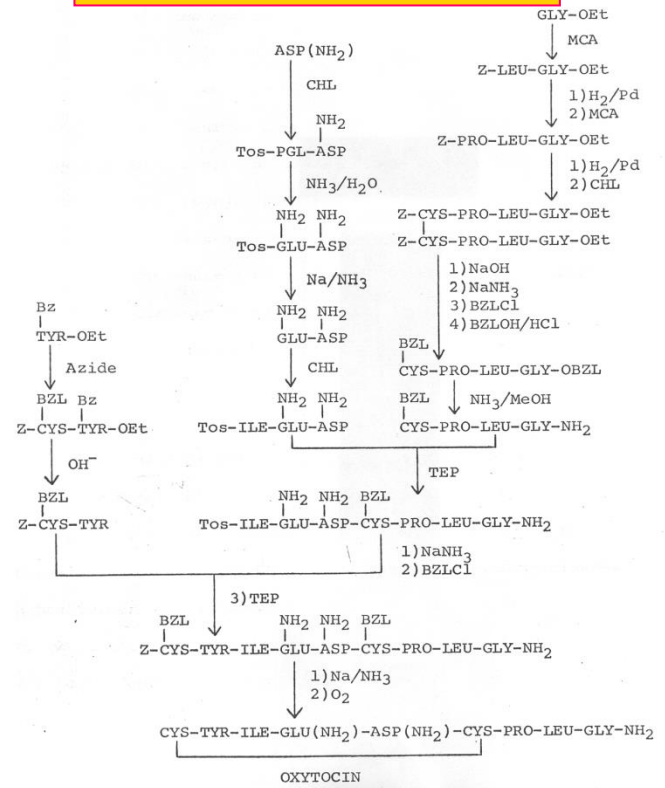 GLY-OEt
MCA
Z-LEU-GLY-OEt
1)H2/Pd
2)MCA
Z-PRO-LEU-GLY-OEt
1)H2/Pd
2)CHL
Z-CYS-PRO-LEU-GLY-OEt
Z-CYS-PRO-LEU-GLY-OEt
1)NaOH
2)NaNH3
3)BZLCl
4)BZLOH/HCl
BZL
CYS-PRO-LEU-GLY-OBZL
NH3/MeOH
BZL
CYS-PRO-LEU-GLY-NH2
ASP(NH2)
CHL
NH2
Tos-PGL-ASP
NH3/H2O
NH2 NH2
Tos-GLU-ASP
Na/NH3
NH2 NH2
GLU-ASP
CHL
NH2 NH2
Tos-ILE-GLU-ASP
TEP
NH2 NH2 BZL
Tos-ILE-GLU-ASP-CYS-PRO-LEU-GLY-NH2
Bz
TYR-OEt
Azide
BZL Bz
Z-CYS-TYR-OEt
OH-
BZL
Z-CYS-TYR
1)NaNH3
2)BZLCl
3)TEP
BZL NH2 NH2 BZL
Z-CYS-TYR-ILE-GLU-ASP-CYS-PRO-LEU-GLY-NH2
1)Na/NH3
2)O2
CYS-TYR-ILE-GLU(NH2)-ASP(NH2)-CYS-PRO-LEU-GLY-NH2
OXYTOCIN